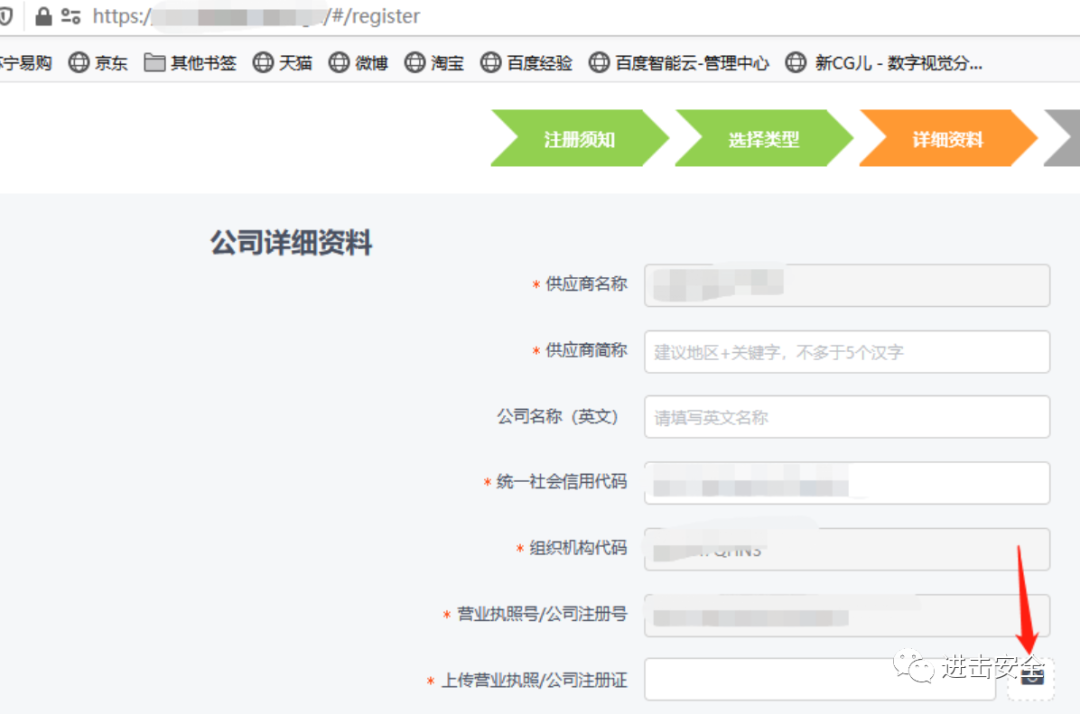 https:/ /#/register
宁易购 京东 其他书签 天猫 微博 淘宝 百度经验 百度智能云-管理中心 新CG儿 - 数字视觉分...
注册须知 选择类型 详细资料
公司详细资料
* 供应商名称
* 供应商简称 建议地区+关键字，不多于5个汉字
公司名称（英文） 请填写英文名称
* 统一社会信用代码
* 组织机构代码
* 营业执照号/公司注册号
* 上传营业执照/公司注册证
进击安全